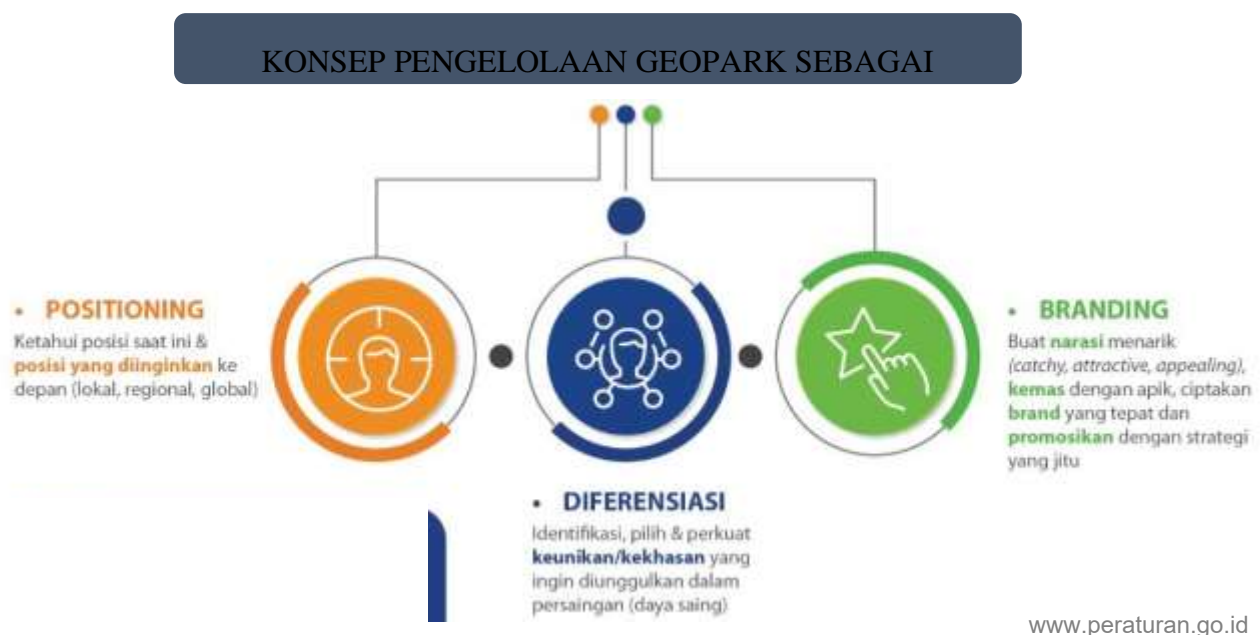 KONSEP PENGELOLAAN GEOPARK SEBAGAI
• POSITIONING
Ketahui posisi saat ini &
posisi yang diinginkan ke
depan (lokal, regional, global)
• DIFERENSIASI
Identifikasi, pilih & perkuat
keunikan/kekhasan yang
ingin diunggulkan dalam
persaingan (daya saing)
• BRANDING
Buat narasi menarik
(catchy, attractive, appealing),
kemas dengan apik, ciptakan
brand yang tepat dan
promosikan dengan strategi
yang jitu
www.peraturan.go.id